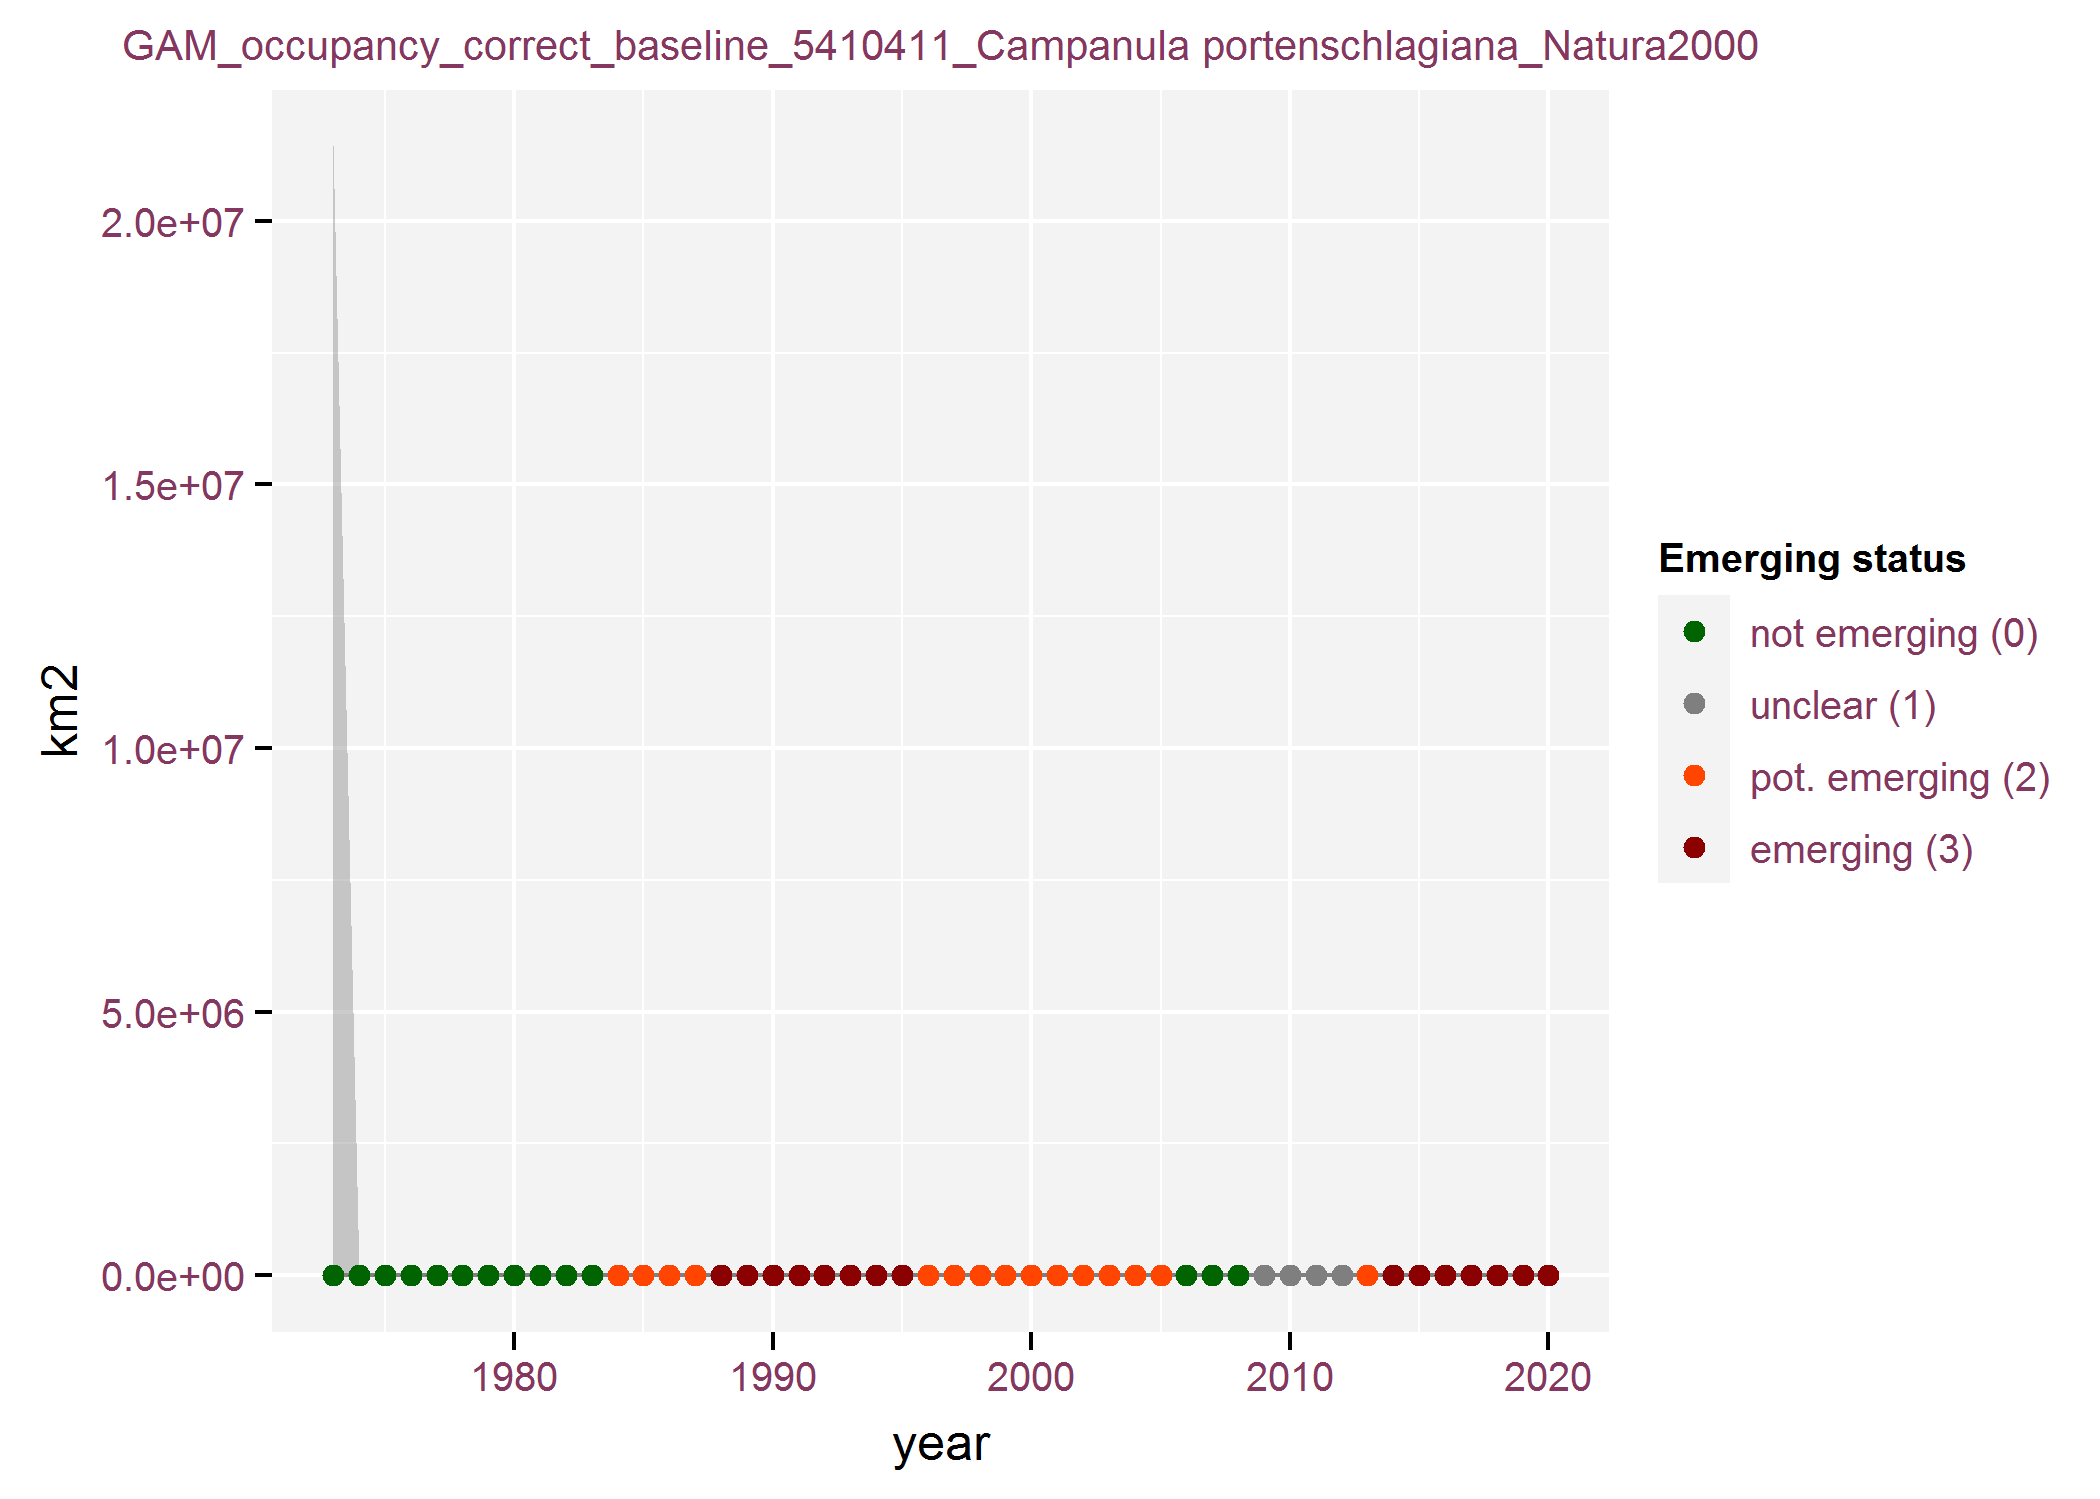 GAM_occupancy_correct_baseline_5410411_Campanula portenschlagiana_Natura2000
2.0e+07
1.5e+07
1.0e+07
5.0e+06
0.0e+00
km2
1980 1990 2000 2010 2020
year
Emerging status
not emerging (0)
unclear (1)
pot. emerging (2)
emerging (3)